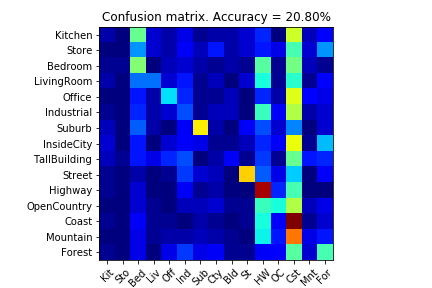 Confusion matrix. Accuracy = 20.80%
Kitchen
Store
Bedroom
LivingRoom
Office
Industrial
Suburb
InsideCity
TallBuilding
Street
Highway
OpenCountry
Coast
Mountain
Forest
Kit Sto Bed Liv Off Ind Sub Cty Bld St HW OC Cst Mnt For